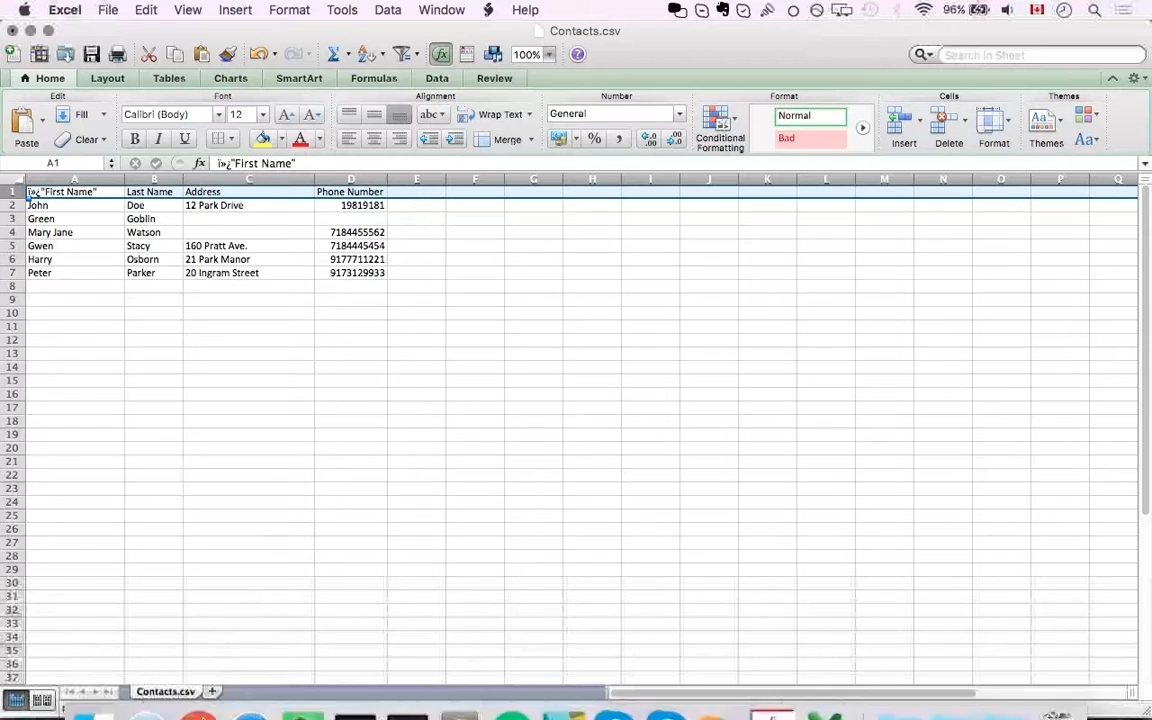 Excel File Edit View Insert Format Tools Data Window Help 96%
Contacts.csv
100% Search in Sheet
Home Layout Tables Charts SmartArt Formulas Data Review
Edit Font Alignment Number Format Cells Themes
Fill Calibri (Body) 12 abc Wrap Text General Normal
Paste Clear B I U A Merge % , Conditional Formatting Bad Insert Delete Format Themes Aa
A1 fx ï»¿"First Name"
A B C D E F G H I J K L M N O P Q
1 ï»¿"First Name" Last Name Address Phone Number
2 John Doe 12 Park Drive 19819181
3 Green Goblin
4 Mary Jane Watson 7184455562
5 Gwen Stacy 160 Pratt Ave. 7184445454
6 Harry Osborn 21 Park Manor 9177711221
7 Peter Parker 20 Ingram Street 9173129933
8
9
10
11
12
13
14
15
16
17
18
19
20
21
22
23
24
25
26
27
28
29
30
31
32
33
34
35
36
37
Contacts.csv